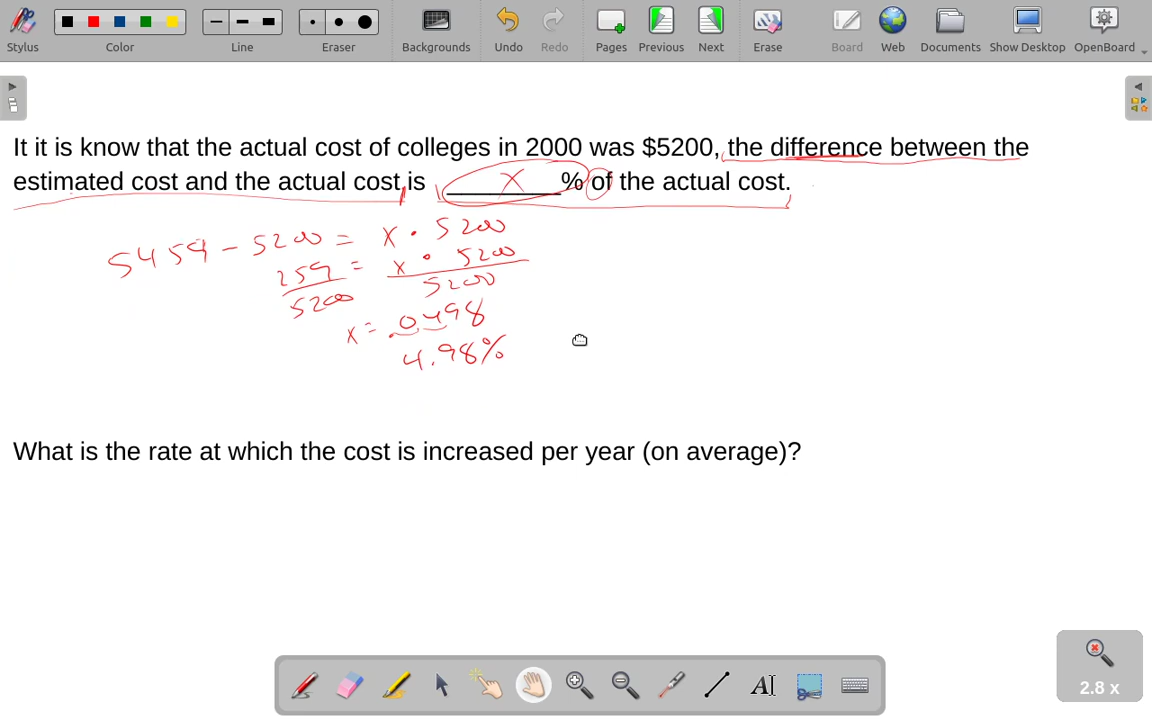 Stylus Color Line Eraser Backgrounds Undo Redo Pages Previous Next Erase Board Web Documents Show Desktop OpenBoard
It it is know that the actual cost of colleges in 2000 was $5200, the difference between the
estimated cost and the actual cost is ________ x % of the actual cost.
5459 - 5200 = x · 5200
259/5200 = x · 5200/5200
x = .0498
4.98%
What is the rate at which the cost is increased per year (on average)?
2.8 x